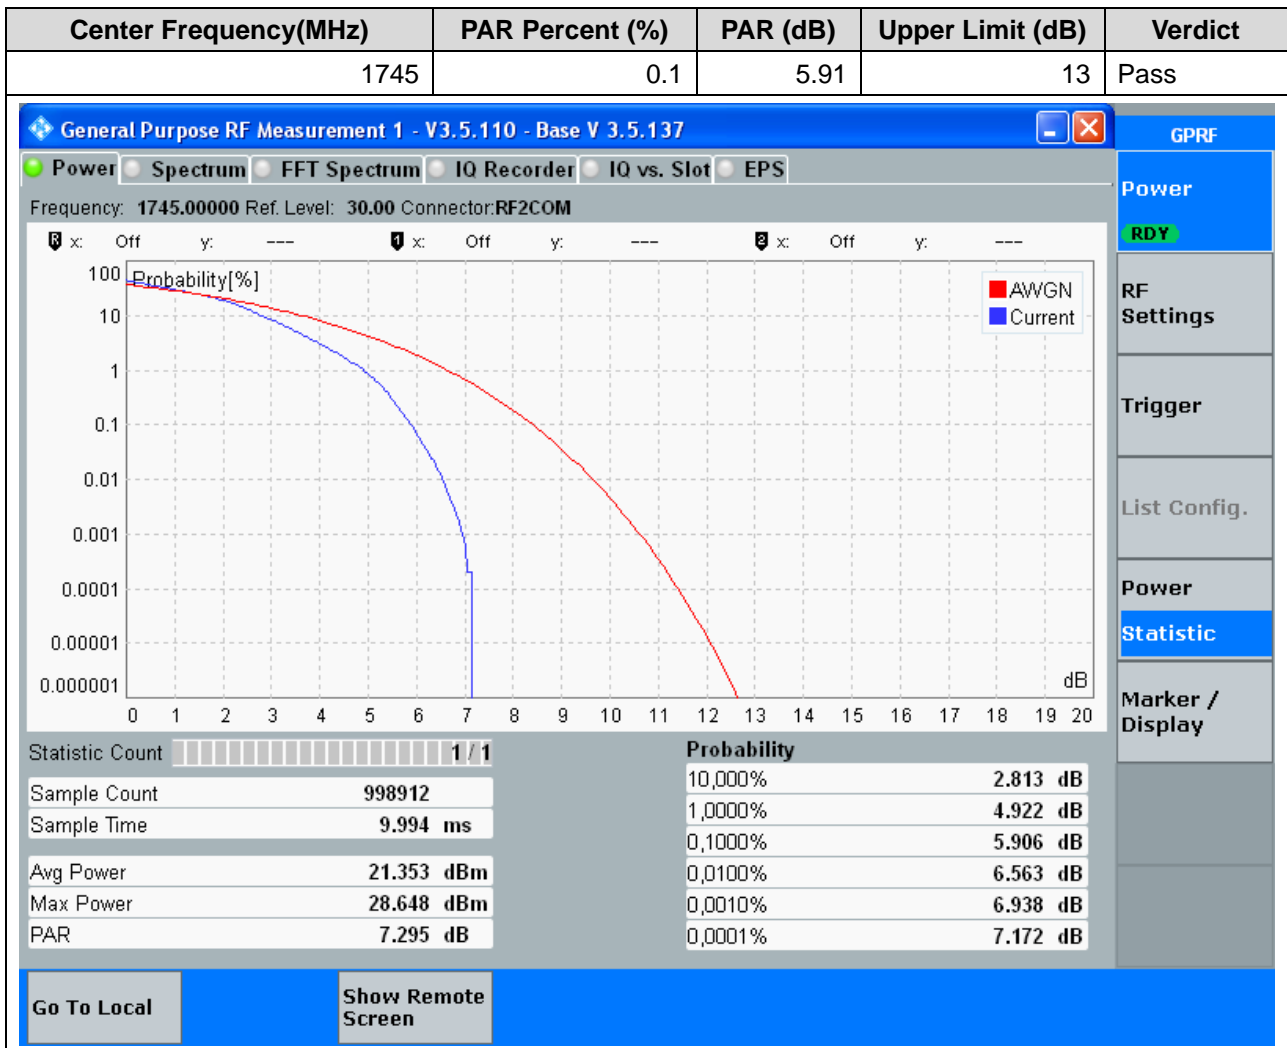 Center Frequency(MHz) PAR Percent (%) PAR (dB) Upper Limit (dB) Verdict
1745 0.1 5.91 13 Pass
General Purpose RF Measurement 1 - V3.5.110 - Base V 3.5.137
GPRF
Power Spectrum FFT Spectrum IQ Recorder IQ vs. Slot EPS
Power
RDY
Frequency: 1745.00000 Ref. Level: 30.00 Connector:RF2COM
R x: Off y: --- 1 x: Off y: --- 2 x: Off y: ---
Probability[%]
AWGN
Current
100
10
1
0.1
0.01
0.001
0.0001
0.00001
0.000001
dB
0 1 2 3 4 5 6 7 8 9 10 11 12 13 14 15 16 17 18 19 20
RF
Settings
Trigger
List Config.
Power
Statistic
Marker /
Display
Statistic Count 1 / 1
Sample Count 998912
Sample Time 9.994 ms
Avg Power 21.353 dBm
Max Power 28.648 dBm
PAR 7.295 dB
Probability
10,000% 2.813 dB
1,0000% 4.922 dB
0,1000% 5.906 dB
0,0100% 6.563 dB
0,0010% 6.938 dB
0,0001% 7.172 dB
Go To Local
Show Remote
Screen